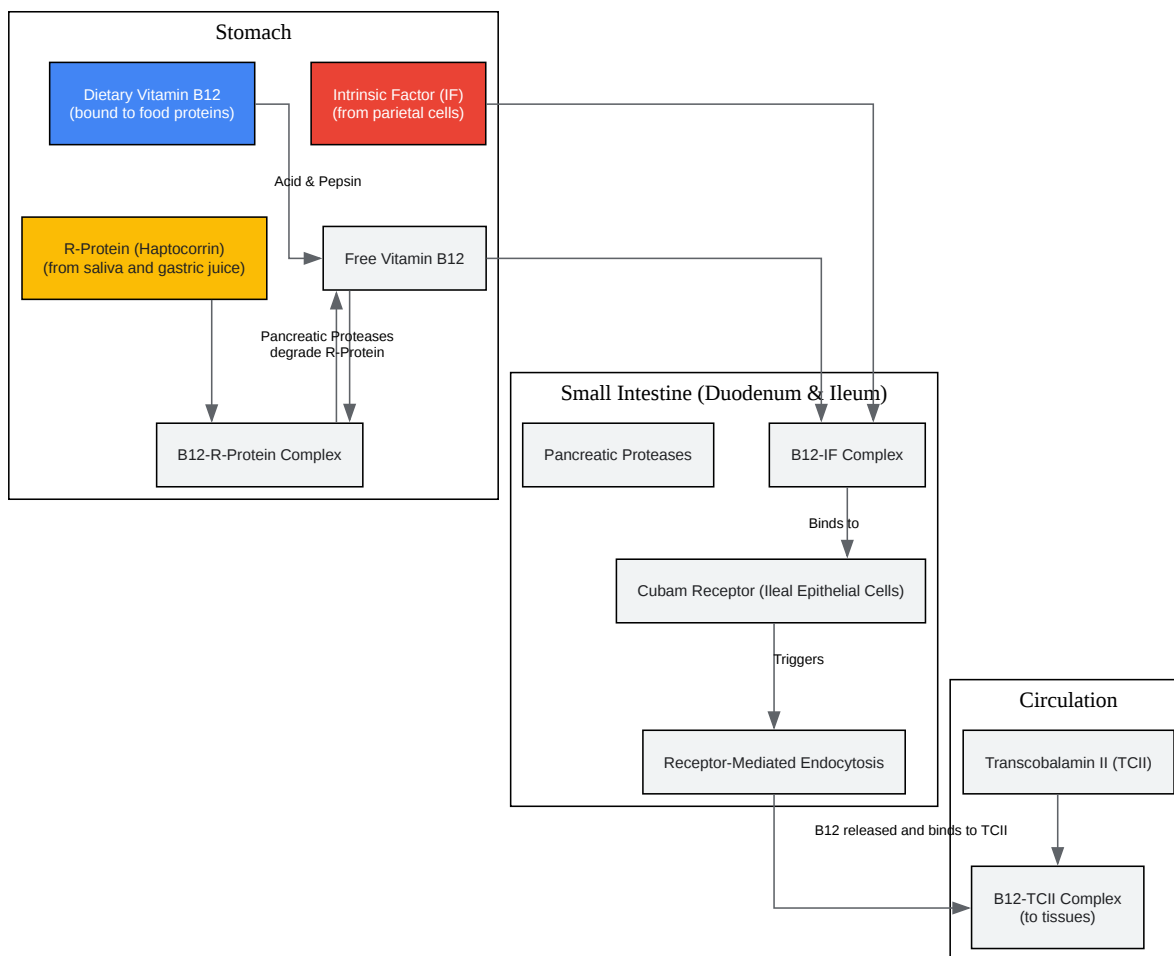 Stomach
Dietary Vitamin B12
(bound to food proteins)
Intrinsic Factor (IF)
(from parietal cells)
Acid & Pepsin
R-Protein (Haptocorrin)
(from saliva and gastric juice)
Free Vitamin B12
Pancreatic Proteases
degrade R-Protein
B12-R-Protein Complex
Small Intestine (Duodenum & Ileum)
Pancreatic Proteases
B12-IF Complex
Binds to
Cubam Receptor (Ileal Epithelial Cells)
Triggers
Receptor-Mediated Endocytosis
Circulation
Transcobalamin II (TCII)
B12 released and binds to TCII
B12-TCII Complex
(to tissues)